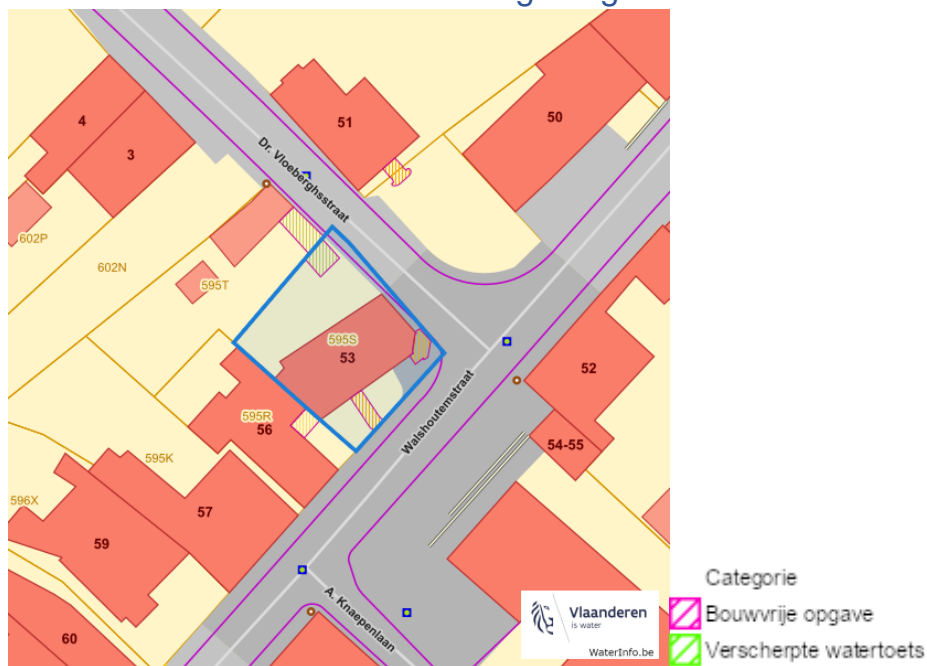 51
50
4
3
Dr. Vloeberghsstraat
602P
602N
595T
595S
53
52
Walshoutemstraat
595R
56
54-55
595K
596X
57
59
A. Knaepenlaan
60
Vlaanderen
is water
WaterInfo.be
Categorie
Bouwvrije opgave
Verscherpte watertoets